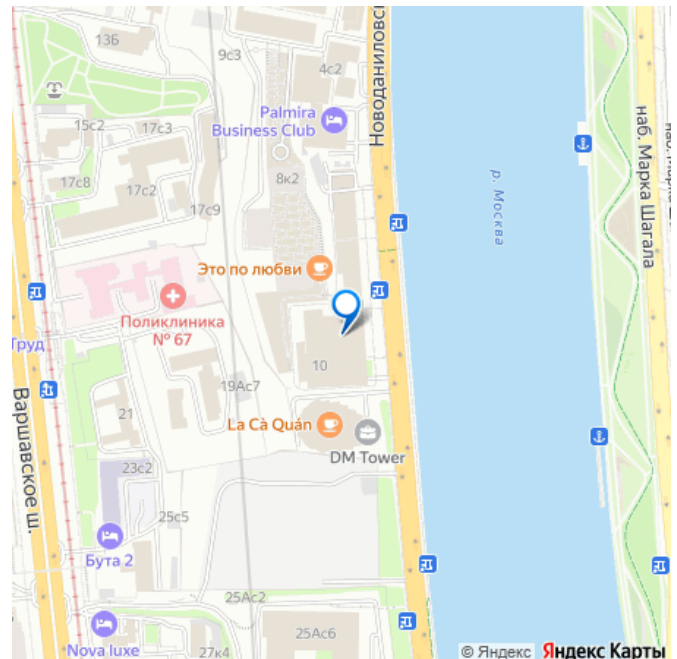 13Б
9с3
4с2
Новоданиловс
Palmira
Business Club
15с2
17с3
17с8
17с2
8к2
17с9
р. Москва
наб. Марка Шагала
Это по любви
Поликлиника
№ 67
Труд
Варшавское ш.
10
19Ас7
21
La Cà Quán
DM Tower
23с2
25с5
Бута 2
25Ас2
25Ас6
Nova luxe
27к4
© Яндекс Яндекс Карты